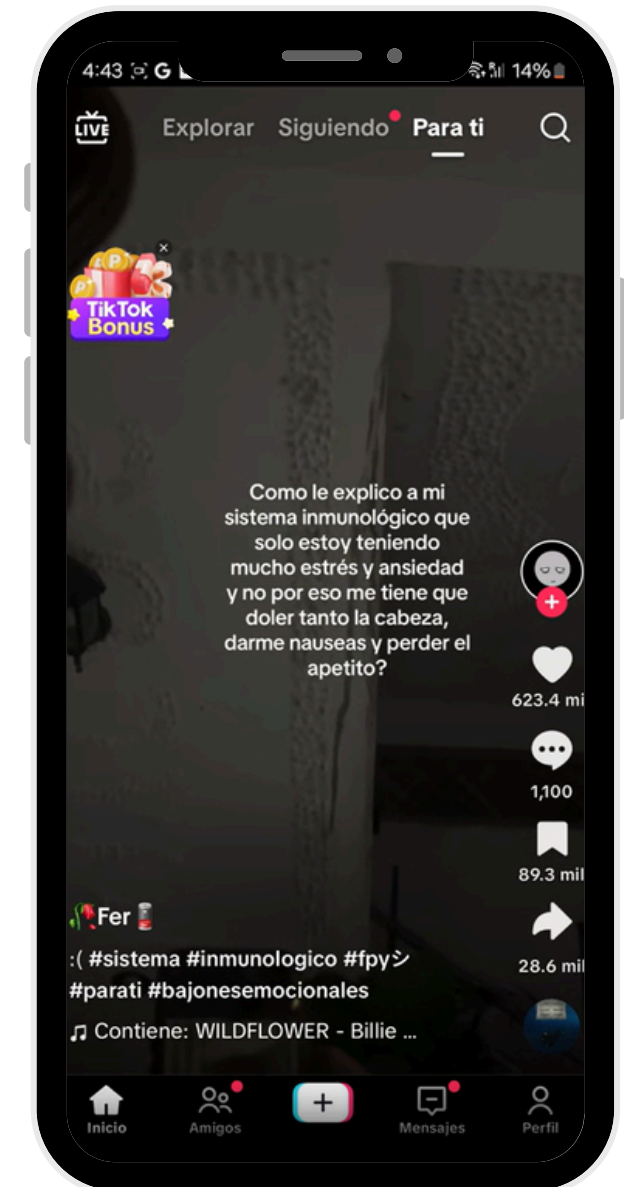 4:43 G 14%
LIVE Explorar Siguiendo Para ti
TikTok
Bonus
Como le explico a mi
sistema inmunológico que
solo estoy teniendo
mucho estrés y ansiedad
y no por eso me tiene que
doler tanto la cabeza,
darme nauseas y perder el
apetito?
623.4 mi
1,100
89.3 mil
28.6 mil
Fer
:( #sistema #inmunologico #fpyシ
#parati #bajonesemocionales
Contiene: WILDFLOWER - Billie ...
Inicio Amigos Mensajes Perfil